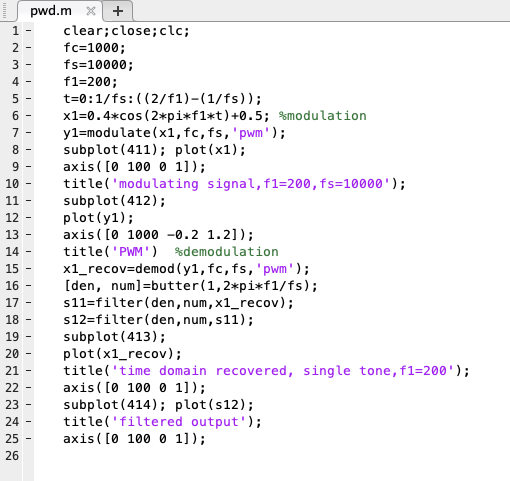 pwd.m
1 - clear;close;clc;
2 - fc=1000;
3 - fs=10000;
4 - f1=200;
5 - t=0:1/fs:((2/f1)-(1/fs));
6 - x1=0.4*cos(2*pi*f1*t)+0.5; %modulation
7 - y1=modulate(x1,fc,fs,'pwm');
8 - subplot(411); plot(x1);
9 - axis([0 100 0 1]);
10 - title('modulating signal,f1=200,fs=10000');
11 - subplot(412);
12 - plot(y1);
13 - axis([0 1000 -0.2 1.2]);
14 - title('PWM')  %demodulation
15 - x1_recov=demod(y1,fc,fs,'pwm');
16 - [den, num]=butter(1,2*pi*f1/fs);
17 - s11=filter(den,num,x1_recov);
18 - s12=filter(den,num,s11);
19 - subplot(413);
20 - plot(x1_recov);
21 - title('time domain recovered, single tone,f1=200');
22 - axis([0 100 0 1]);
23 - subplot(414); plot(s12);
24 - title('filtered output');
25 - axis([0 100 0 1]);
26